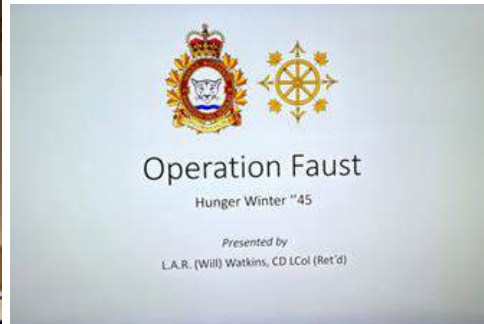 Operation Faust
Hunger Winter "45
Presented by
L.A.R. (Will) Watkins, CD LCol (Ret'd)